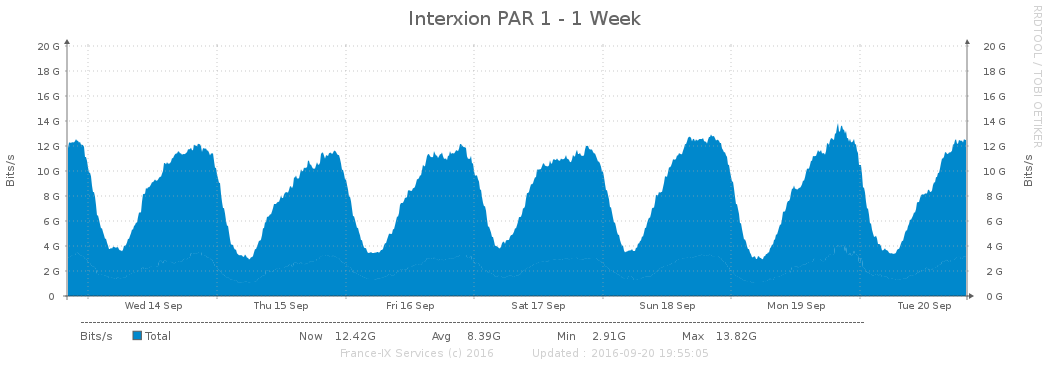 Interxion PAR 1 - 1 Week
RRDTOOL / TOBI OETIKER
Bits/s
20 G 20 G
18 G 18 G
16 G 16 G
14 G 14 G
12 G 12 G
10 G 10 G
8 G 8 G
6 G 6 G
4 G 4 G
2 G 2 G
0 0 G
Bits/s
Wed 14 Sep Thu 15 Sep Fri 16 Sep Sat 17 Sep Sun 18 Sep Mon 19 Sep Tue 20 Sep
Bits/s Total Now 12.42G Avg 8.39G Min 2.91G Max 13.82G
France-IX Services (c) 2016 Updated : 2016-09-20 19:55:05